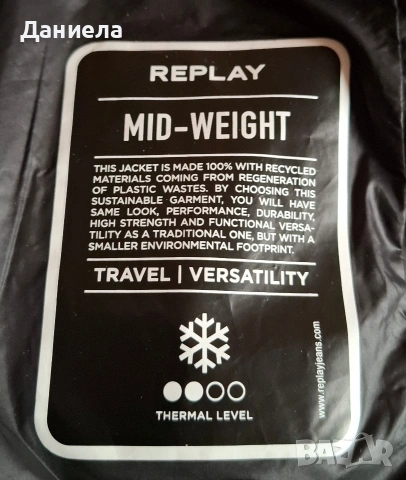 Даниела
REPLAY
MID-WEIGHT
THIS JACKET IS MADE 100% WITH RECYCLED
MATERIALS COMING FROM REGENERATION
OF PLASTIC WASTES. BY CHOOSING THIS
SUSTAINABLE GARMENT, YOU WILL HAVE
SAME LOOK, PERFORMANCE, DURABILITY,
HIGH STRENGTH AND FUNCTIONAL VERSA-
TILITY AS A TRADITIONAL ONE, BUT WITH A
SMALLER ENVIRONMENTAL FOOTPRINT.
TRAVEL | VERSATILITY
THERMAL LEVEL
www.replayjeans.com
BAZAR